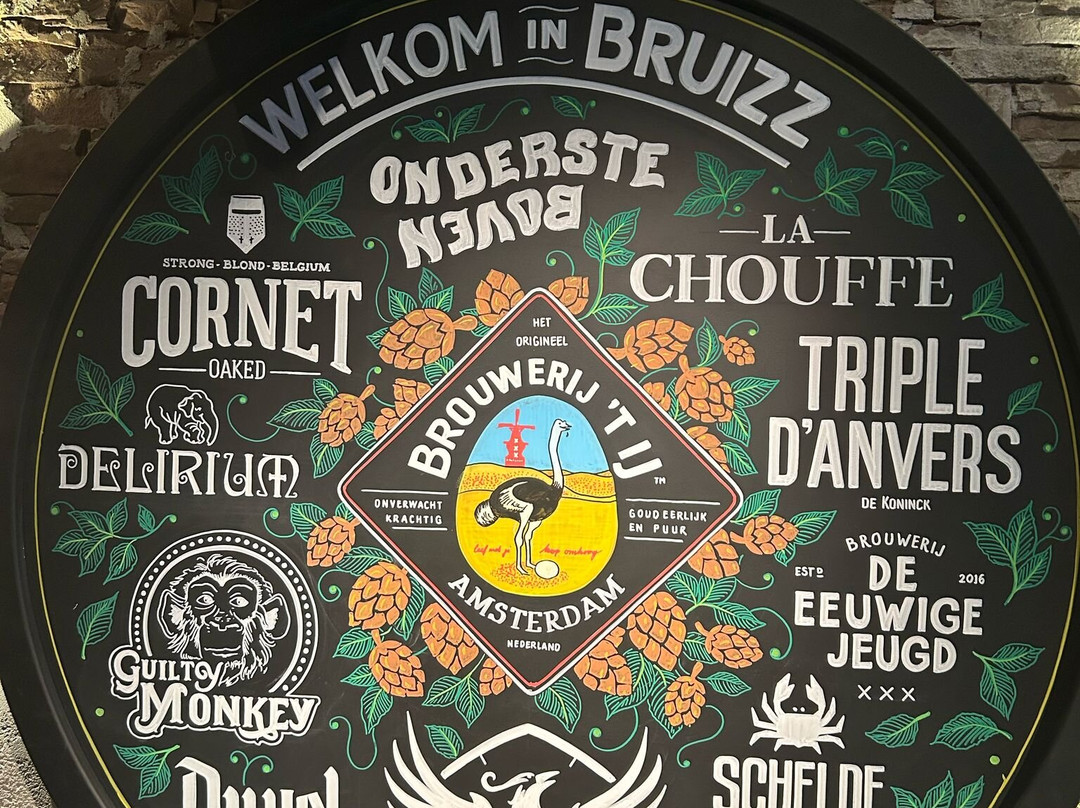 WELKOM IN BRUIZZ
ONDERSTE
BOVEN
STRONG - BLOND - BELGIUM
CORNET
OAKED
LA
CHOUFFE
DELIRIUM
TRIPLE
D'ANVERS
DE KONINCK
HET
ORIGINEEL
BROUWERIJ 'T IJ
TM
ONVERWACHT
KRACHTIG
GOUDEERLIJK
EN PUUR
AMSTERDAM
NEDERLAND
GUILTY
MONKEY
BROUWERIJ
ESTD DE 2016
EEUWIGE
JEUGD
XXX
SCHELDE